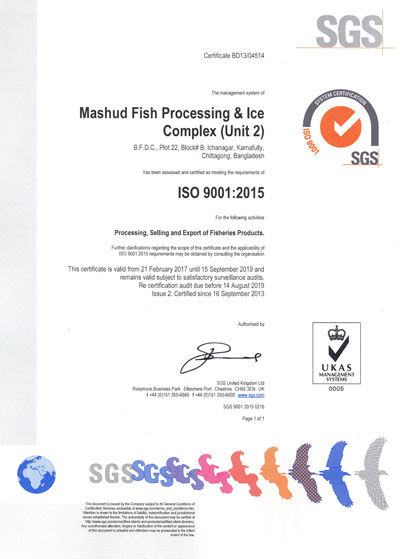 SGS
Certificate BD13/04514
The management system of
Mashud Fish Processing & Ice
Complex (Unit 2)
B.F.D.C., Plot 22, Block# B, Ichanagar, Karnafully,
Chittagong, Bangladesh
has been assessed and certified as meeting the requirements of
ISO 9001:2015
For the following activities
Processing, Selling and Export of Fisheries Products.
Further clarifications regarding the scope of this certificate and the applicability of
ISO 9001:2015 requirements may be obtained by consulting the organisation
This certificate is valid from 21 February 2017 until 15 September 2019 and
remains valid subject to satisfactory surveillance audits.
Re certification audit due before 14 August 2019
Issue 2. Certified since 16 September 2013
SYSTEM CERTIFICATION
ISO 9001
SGS
Authorised by
SGS United Kingdom Ltd
Rossmore Business Park Ellesmere Port Cheshire CH65 3EN UK
t +44 (0)151 350-6666 f +44 (0)151 350-6600 www.sgs.com
SGS 9001 2015 0216
Page 1 of 1
UKAS
MANAGEMENT
SYSTEMS
0005
SGS SGS SGS
This document is issued by the Company subject to its General Conditions of
Certification Services accessible at www.sgs.com/terms_and_conditions.htm.
Attention is drawn to the limitations of liability, indemnification and jurisdictional
issues established therein. The authenticity of this document may be verified at
http://www.sgs.com/en/certified-clients-and-products/certified-client-directory.
Any unauthorized alteration, forgery or falsification of the content or appearance
of this document is unlawful and offenders may be prosecuted to the fullest
extent of the law.